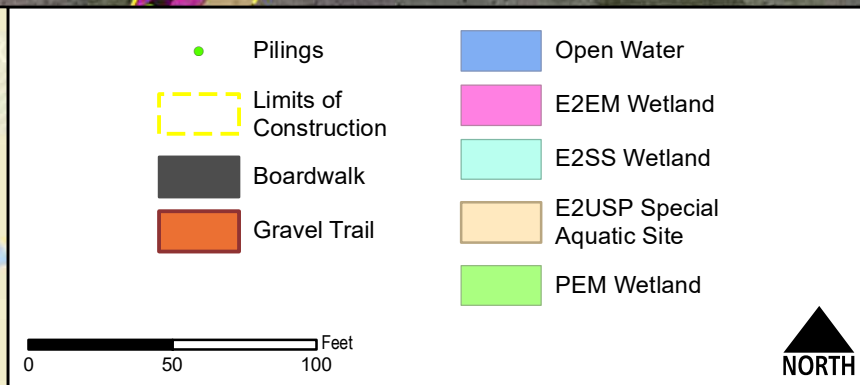 Pilings
Limits of
Construction
Boardwalk
Gravel Trail
Open Water
E2EM Wetland
E2SS Wetland
E2USP Special
Aquatic Site
PEM Wetland
Feet
0 50 100
NORTH